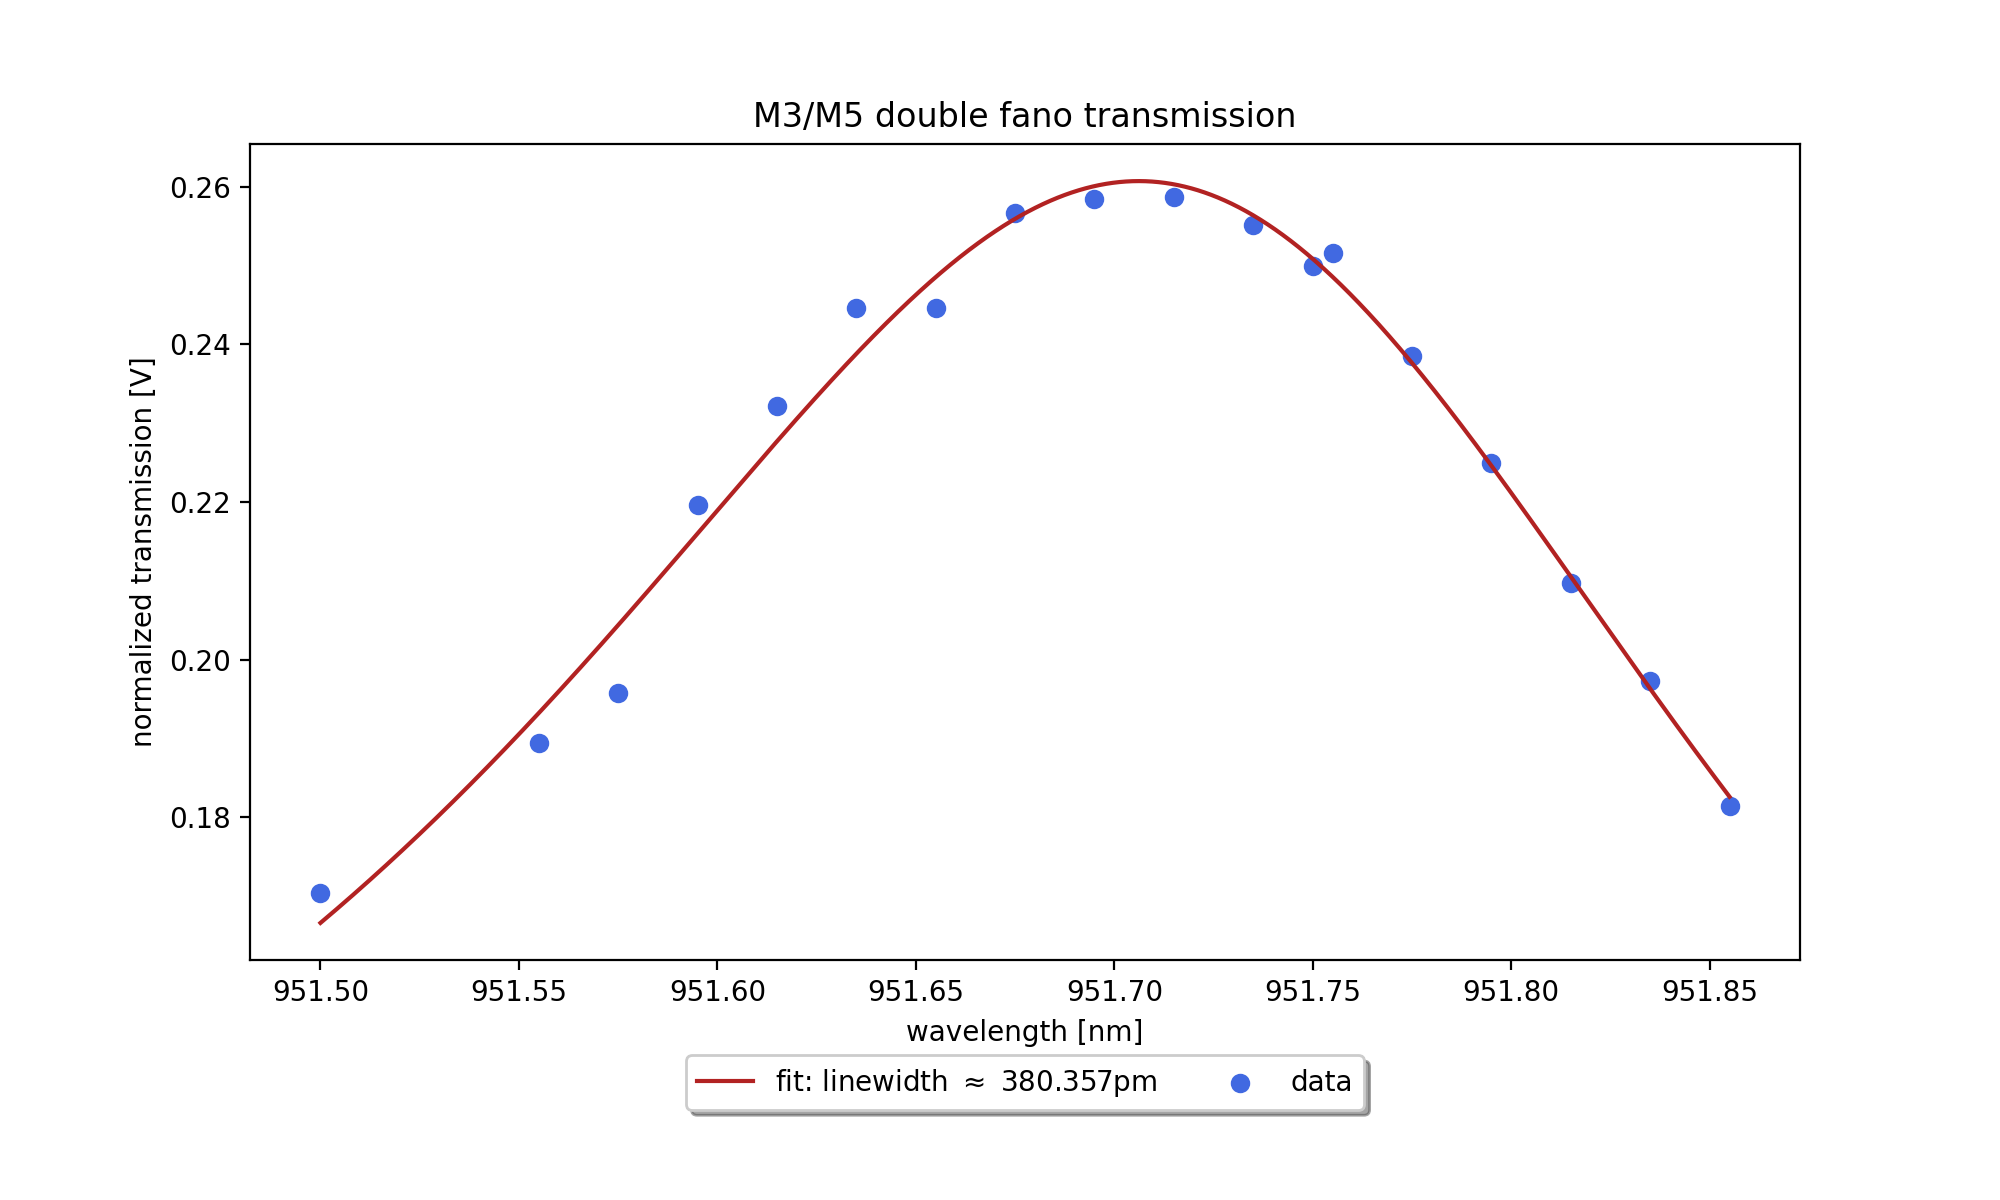 M3/M5 double fano transmission
normalized transmission [V]
0.26
0.24
0.22
0.20
0.18
951.50 951.55 951.60 951.65 951.70 951.75 951.80 951.85
wavelength [nm]
fit: linewidth ≈ 380.357pm data